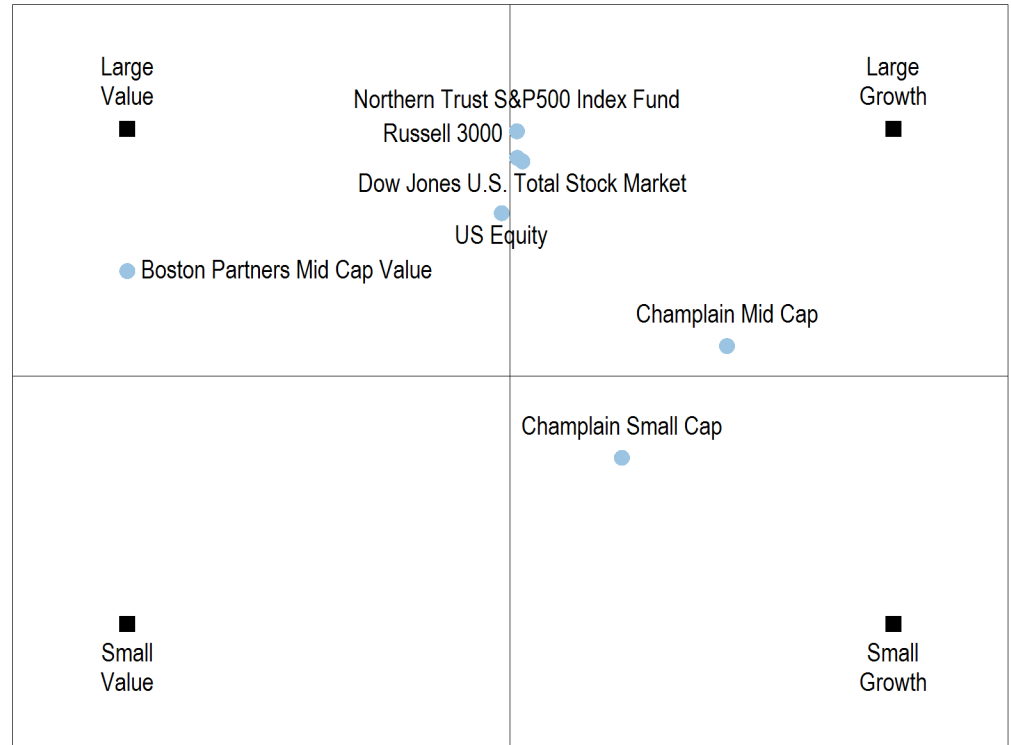 Large
Value
Large
Growth
Northern Trust S&P500 Index Fund
Russell 3000
Dow Jones U.S. Total Stock Market
US Equity
Boston Partners Mid Cap Value
Champlain Mid Cap
Champlain Small Cap
Small
Value
Small
Growth